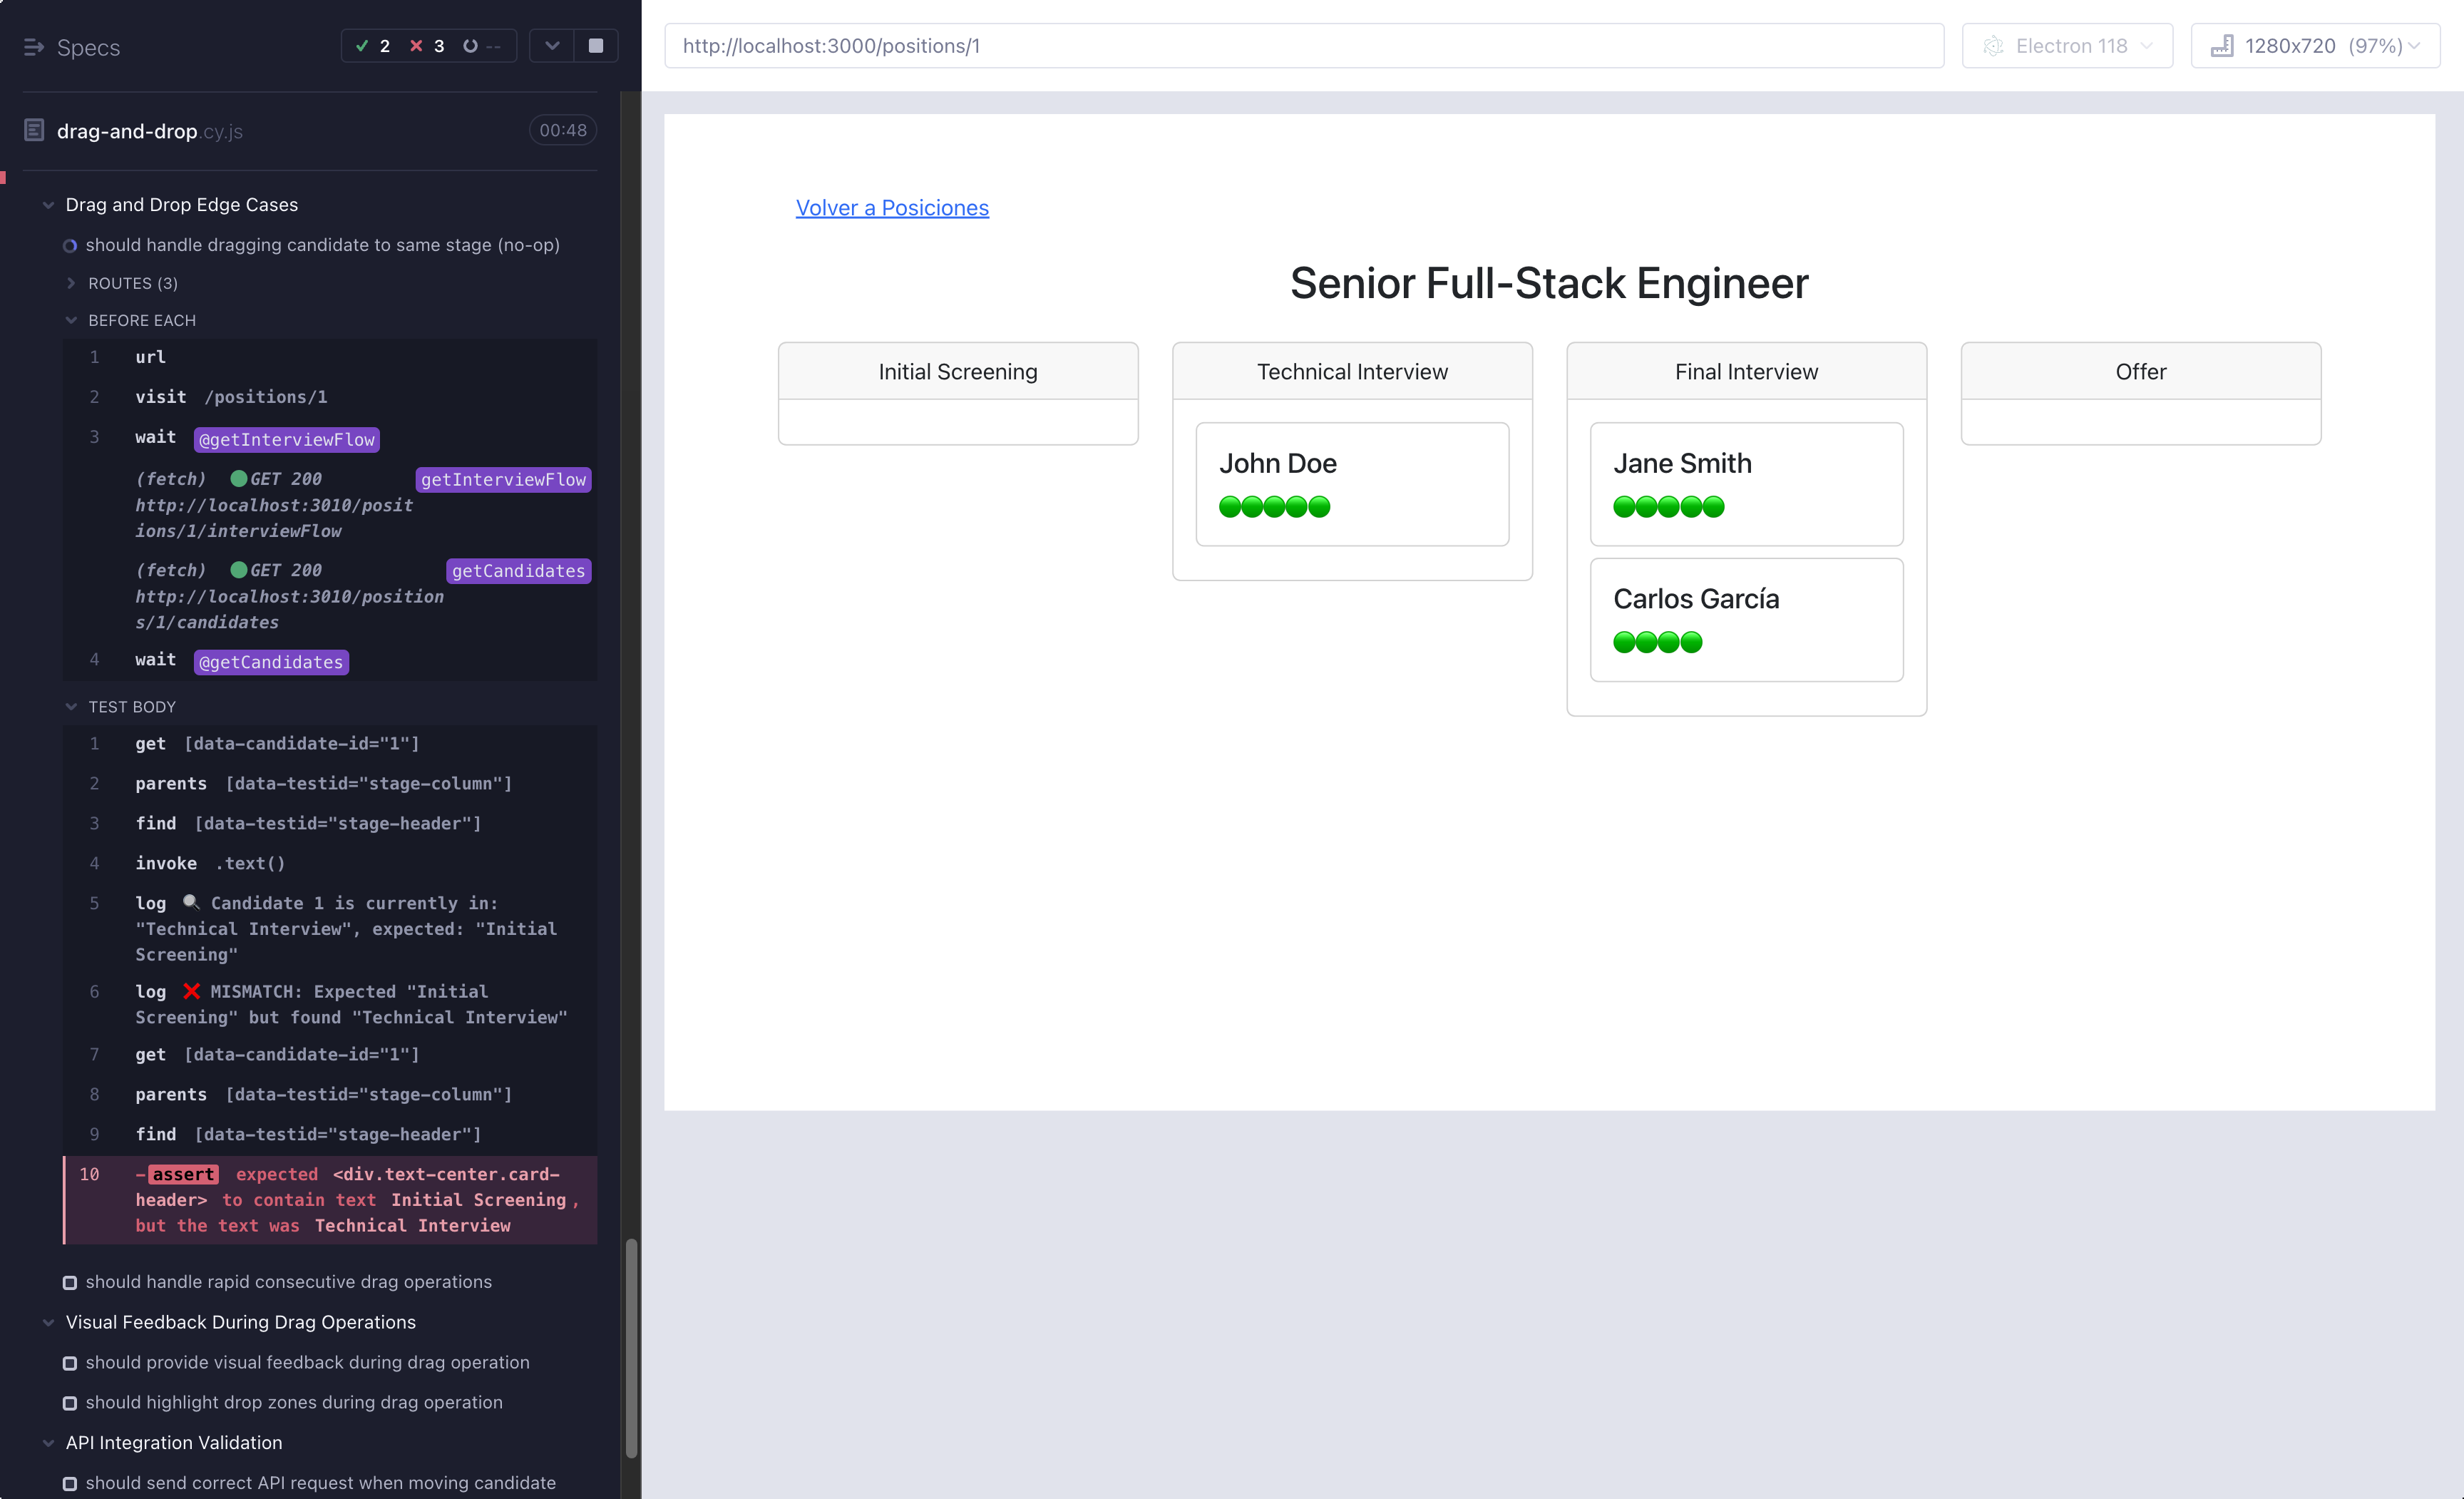 Specs
2 3 --
drag-and-drop.cy.js 00:48
Drag and Drop Edge Cases
should handle dragging candidate to same stage (no-op)
ROUTES (3)
BEFORE EACH
1 url
2 visit /positions/1
3 wait @getInterviewFlow
(fetch) GET 200 getInterviewFlow
http://localhost:3010/posit
ions/1/interviewFlow
(fetch) GET 200 getCandidates
http://localhost:3010/position
s/1/candidates
4 wait @getCandidates
TEST BODY
1 get [data-candidate-id="1"]
2 parents [data-testid="stage-column"]
3 find [data-testid="stage-header"]
4 invoke .text()
5 log 🔍 Candidate 1 is currently in:
"Technical Interview", expected: "Initial
Screening"
6 log ❌ MISMATCH: Expected "Initial
Screening" but found "Technical Interview"
7 get [data-candidate-id="1"]
8 parents [data-testid="stage-column"]
9 find [data-testid="stage-header"]
10 -assert expected <div.text-center.card-
header> to contain text Initial Screening,
but the text was Technical Interview
should handle rapid consecutive drag operations
Visual Feedback During Drag Operations
should provide visual feedback during drag operation
should highlight drop zones during drag operation
API Integration Validation
should send correct API request when moving candidate
http://localhost:3000/positions/1
Electron 118
1280x720 (97%)
Volver a Posiciones
Senior Full-Stack Engineer
Initial Screening
Technical Interview
John Doe
Final Interview
Jane Smith
Carlos García
Offer